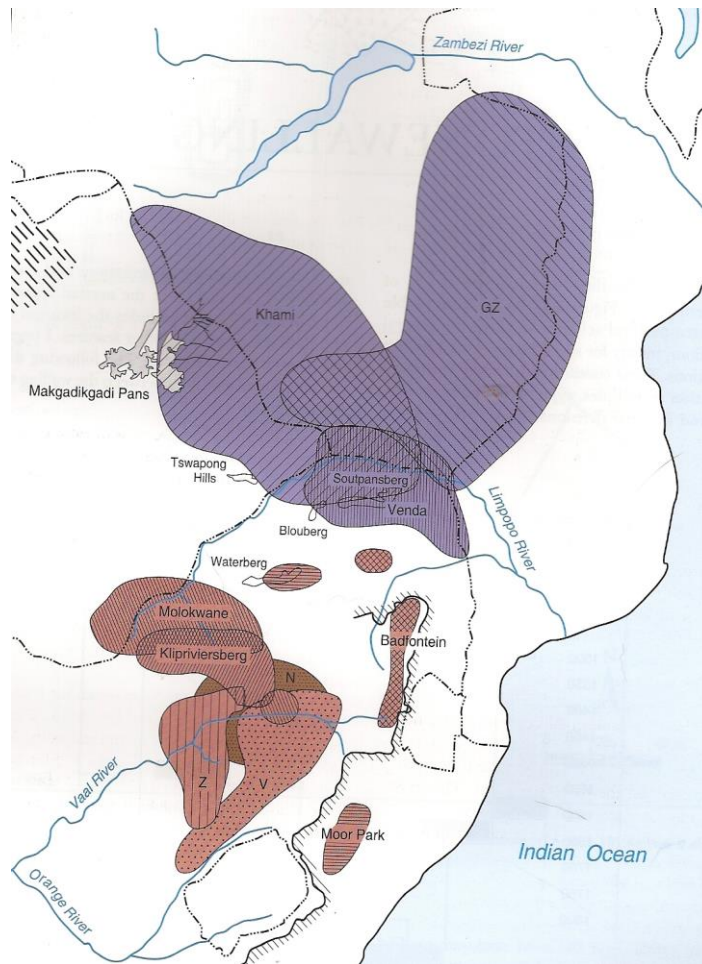 Zambezi River
Khami
GZ
Makgadikgadi Pans
Tswapong
Hills
Soutpansberg
Venda
Blouberg
Limpopo River
Waterberg
Molokwane
Badfontein
Klipriviersberg
N
Z
V
Vaal River
Moor Park
Indian Ocean
Orange River